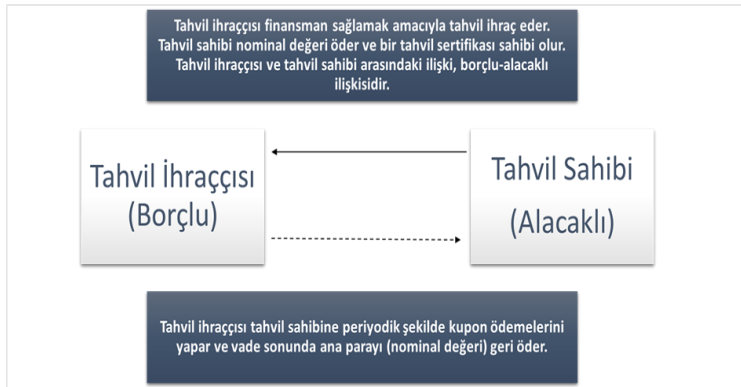 Tahvil ihraççısı finansman sağlamak amacıyla tahvil ihraç eder.
Tahvil sahibi nominal değeri öder ve bir tahvil sertifikası sahibi olur.
Tahvil ihraççısı ve tahvil sahibi arasındaki ilişki, borçlu-alacaklı
ilişkisidir.
Tahvil İhraççısı
(Borçlu)
Tahvil Sahibi
(Alacaklı)
Tahvil ihraççısı tahvil sahibine periyodik şekilde kupon ödemelerini
yapar ve vade sonunda ana parayı (nominal değeri) geri öder.